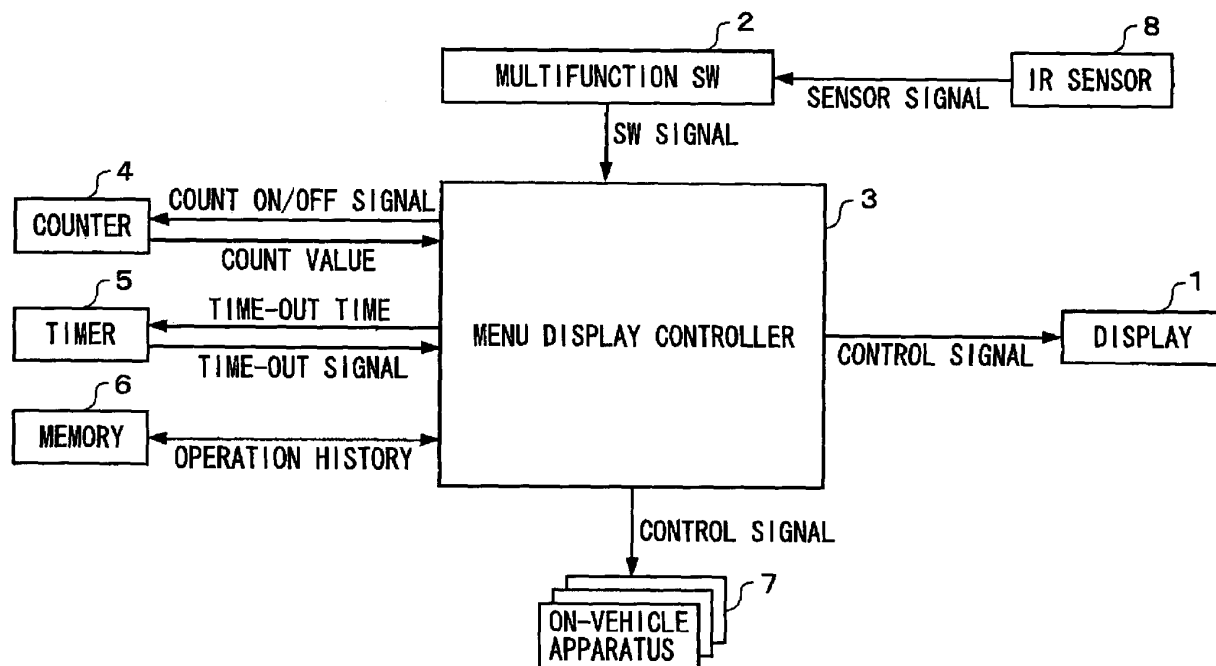 2
8
MULTIFUNCTION SW
IR SENSOR
SENSOR SIGNAL
SW SIGNAL
4
3
COUNT ON/OFF SIGNAL
COUNTER
COUNT VALUE
5
1
TIME-OUT TIME
TIMER
MENU DISPLAY CONTROLLER
DISPLAY
CONTROL SIGNAL
TIME-OUT SIGNAL
6
MEMORY
OPERATION HISTORY
CONTROL SIGNAL
7
ON-VEHICLE
APPARATUS